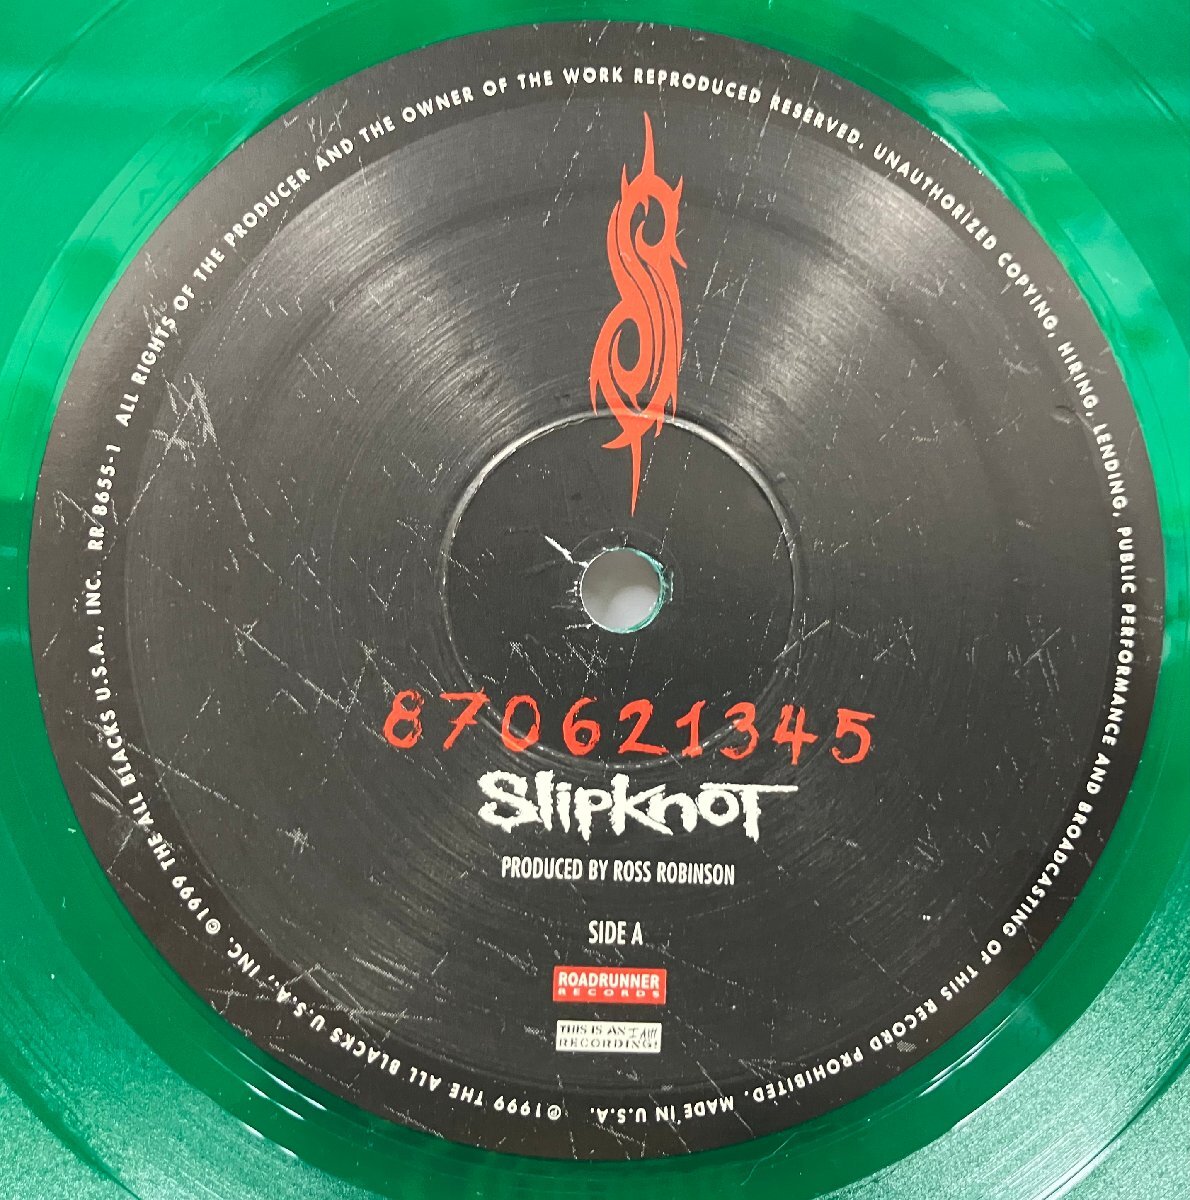 870621345
Slipknot
PRODUCED BY ROSS ROBINSON
SIDE A
ROADRUNNER
RECORDS
THIS IS AN I AM
RECORDING!
℗1999 THE ALL BLACKS U.S.A., INC. ©1999 THE ALL BLACKS U.S.A., INC. RR 8655-1 ALL RIGHTS OF THE PRODUCER AND THE OWNER OF THE WORK REPRODUCED RESERVED. UNAUTHORIZED COPYING, HIRING, LENDING, PUBLIC PERFORMANCE AND BROADCASTING OF THIS RECORD PROHIBITED. MADE IN U.S.A.